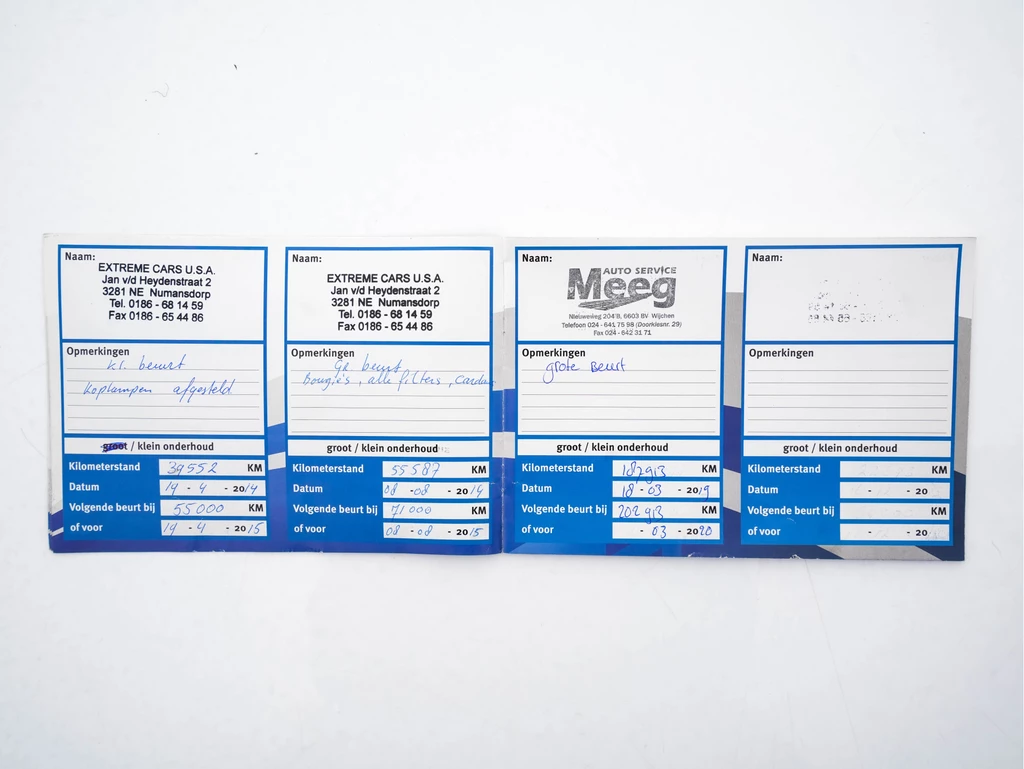 Naam:
EXTREME CARS U.S.A.
Jan v/d Heydenstraat 2
3281 NE Numansdorp
Tel. 0186 - 68 14 59
Fax 0186 - 65 44 86
Opmerkingen
kl. beurt
koplampen afgesteld
groot / klein onderhoud
Kilometerstand 39552 KM
Datum 14 - 4 - 2014
Volgende beurt bij 55000 KM
of voor 14 - 4 - 2015
Naam:
EXTREME CARS U.S.A.
Jan v/d Heydenstraat 2
3281 NE Numansdorp
Tel. 0186 - 68 14 59
Fax 0186 - 65 44 86
Opmerkingen
GR. beurt
Bougie's, alle filters,
groot / klein onderhoud
Kilometerstand 55587 KM
Datum 08 - 08 - 2014
Volgende beurt bij 71000 KM
of voor 08 - 08 - 2015
Naam:
AUTO SERVICE
Meeg
Nieuweweg 204 B, 6603 BV Wijchen
Telefoon 024 - 641 75 98 (Doorkiesnr. 29)
Fax 024 - 642 31 71
Opmerkingen
grote Beurt
groot / klein onderhoud
Kilometerstand 182913 KM
Datum 18 - 03 - 2019
Volgende beurt bij 202913 KM
of voor - 03 - 2020
Naam:
Opmerkingen
groot / klein onderhoud
Kilometerstand KM
Datum - - 20
Volgende beurt bij KM
of voor - - 20